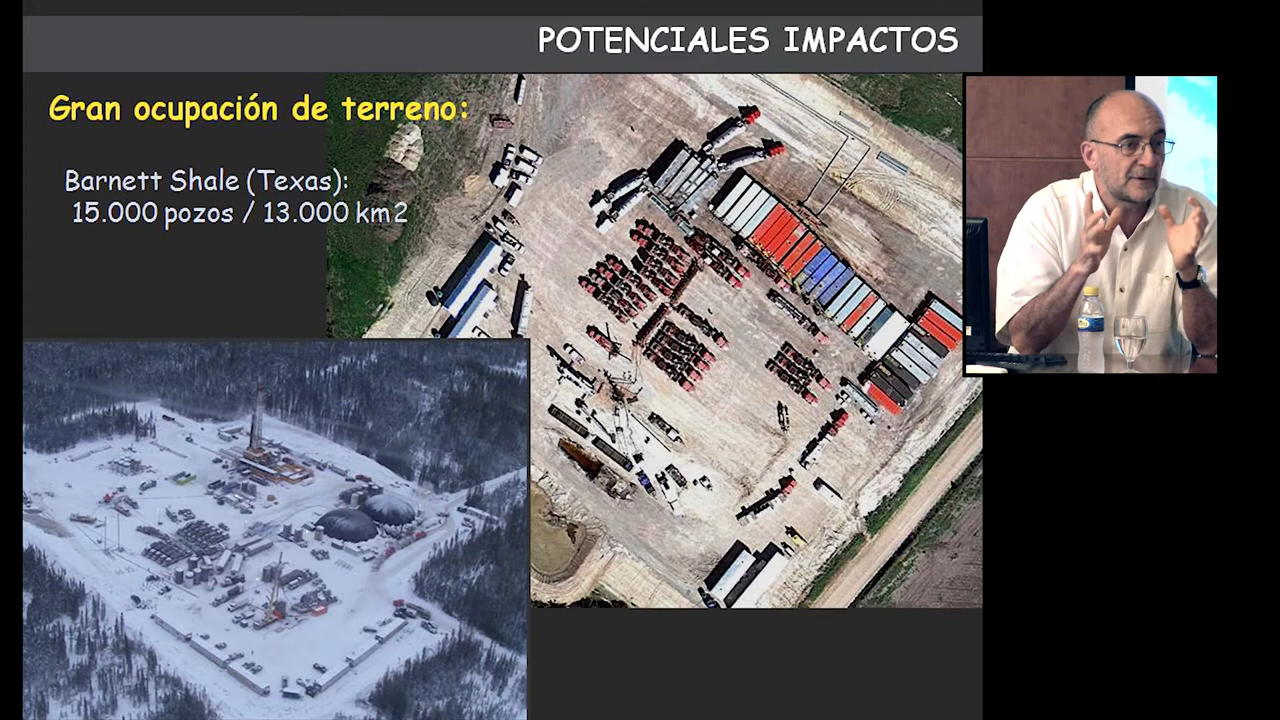 POTENCIALES IMPACTOS
Gran ocupación de terreno:
Barnett Shale (Texas):
15.000 pozos / 13.000 km2